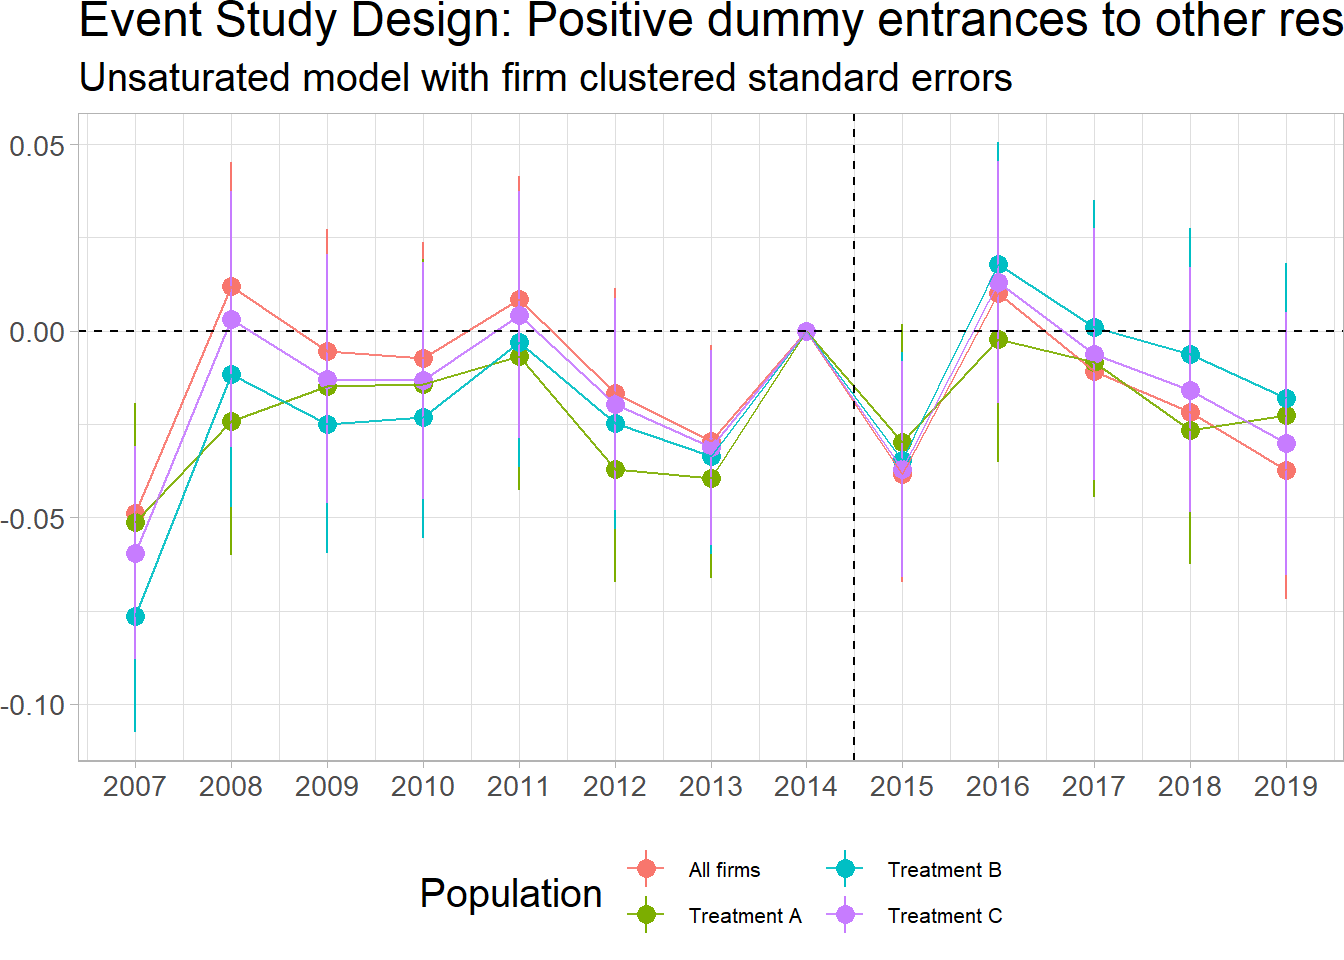 Event Study Design: Positive dummy entrances to other res
Unsaturated model with firm clustered standard errors
0.05
0.00
-0.05
-0.10
2007 2008 2009 2010 2011 2012 2013 2014 2015 2016 2017 2018 2019
Population
All firms
Treatment A
Treatment B
Treatment C